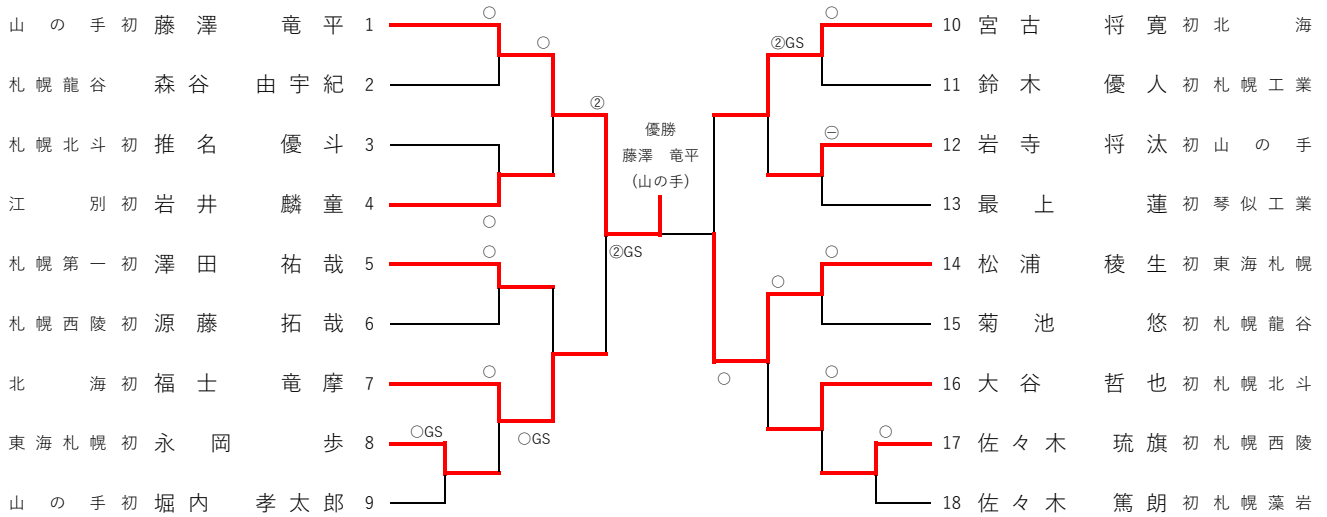 山の手 初 藤澤 竜平 1
札幌龍谷 森谷 由宇紀 2
札幌北斗 初 推名 優斗 3
江別 初 岩井 麟童 4
札幌第一 初 澤田 祐哉 5
札幌西陵 初 源藤 拓哉 6
北海 初 福士 竜摩 7
東海札幌 初 永岡 歩 8
山の手 初 堀内 孝太郎 9
○
○
②
○
○
○
○GS
○GS
優勝
藤澤 竜平
(山の手)
②GS
○
②GS
㊀
○
○
○
○
○
10 宮古 将寛 初 北海
11 鈴木 優人 初 札幌工業
12 岩寺 将汰 初 山の手
13 最上 蓮 初 琴似工業
14 松浦 稜生 初 東海札幌
15 菊池 悠 初 札幌龍谷
16 大谷 哲也 初 札幌北斗
17 佐々木 琉旗 初 札幌西陵
18 佐々木 篤朗 初 札幌藻岩